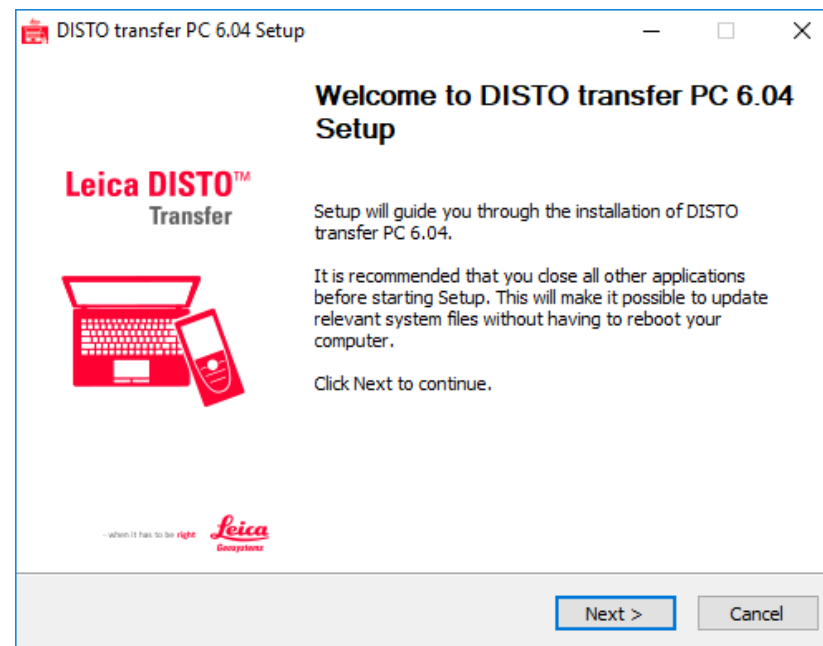 DISTO transfer PC 6.04 Setup
Welcome to DISTO transfer PC 6.04
Setup
Leica DISTO™
Transfer
Setup will guide you through the installation of DISTO
transfer PC 6.04.
It is recommended that you close all other applications
before starting Setup. This will make it possible to update
relevant system files without having to reboot your
computer.
Click Next to continue.
- when it has to be right
Leica
Geosystems
Next >
Cancel